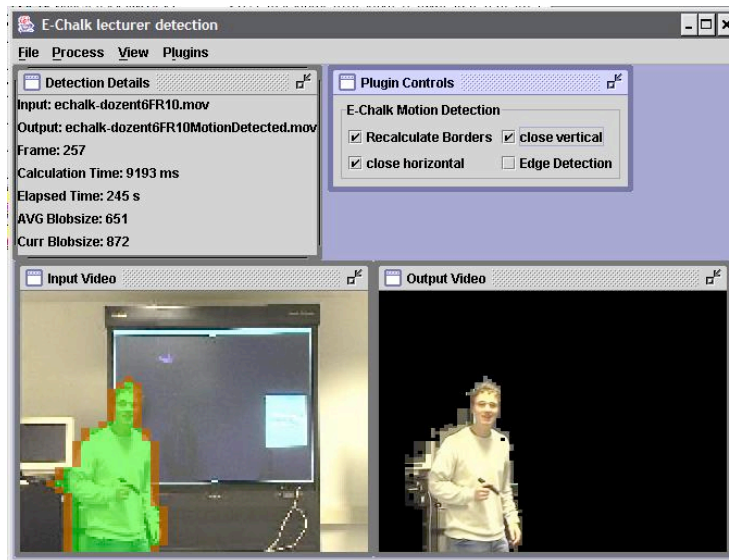 E-Chalk lecturer detection
File Process View Plugins
Detection Details
Input: echalk-dozent6FR10.mov
Output: echalk-dozent6FR10MotionDetected.mov
Frame: 257
Calculation Time: 9193 ms
Elapsed Time: 245 s
AVG Blobsize: 651
Curr Blobsize: 872
Plugin Controls
E-Chalk Motion Detection
Recalculate Borders close vertical
close horizontal Edge Detection
Input Video
Output Video